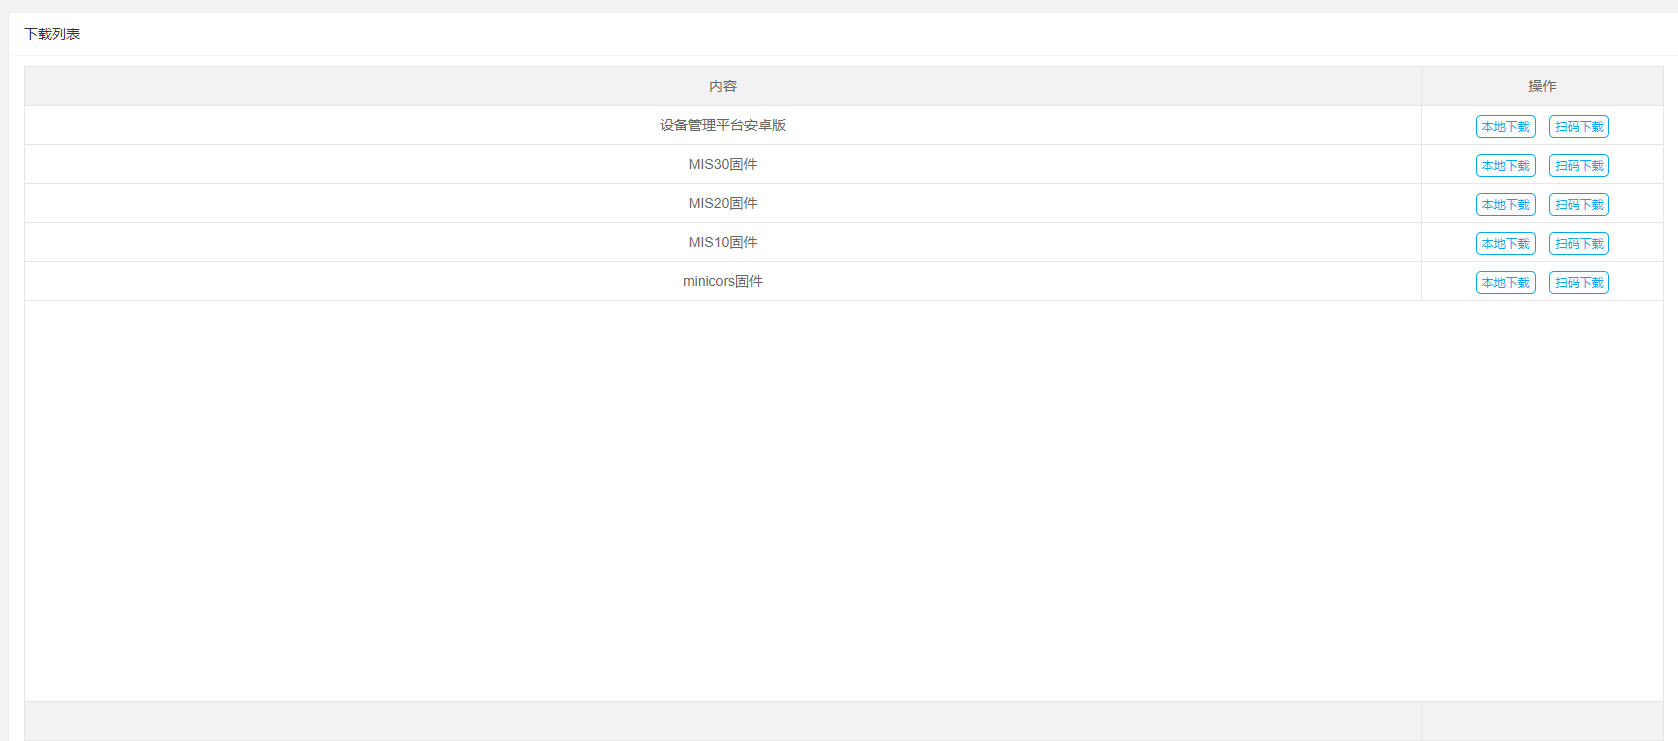 下载列表
内容 操作
设备管理平台安卓版 本地下载 扫码下载
MIS30固件 本地下载 扫码下载
MIS20固件 本地下载 扫码下载
MIS10固件 本地下载 扫码下载
minicors固件 本地下载 扫码下载